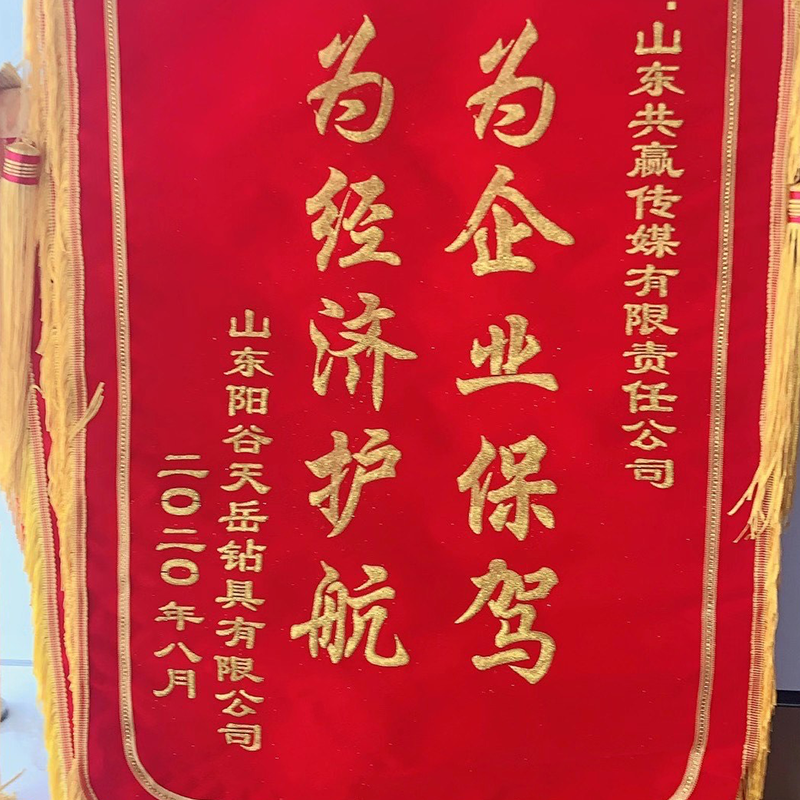 山东共赢传媒有限责任公司
为企业保驾
为经济护航
山东阳谷天岳钻具有限公司
二〇二〇年八月